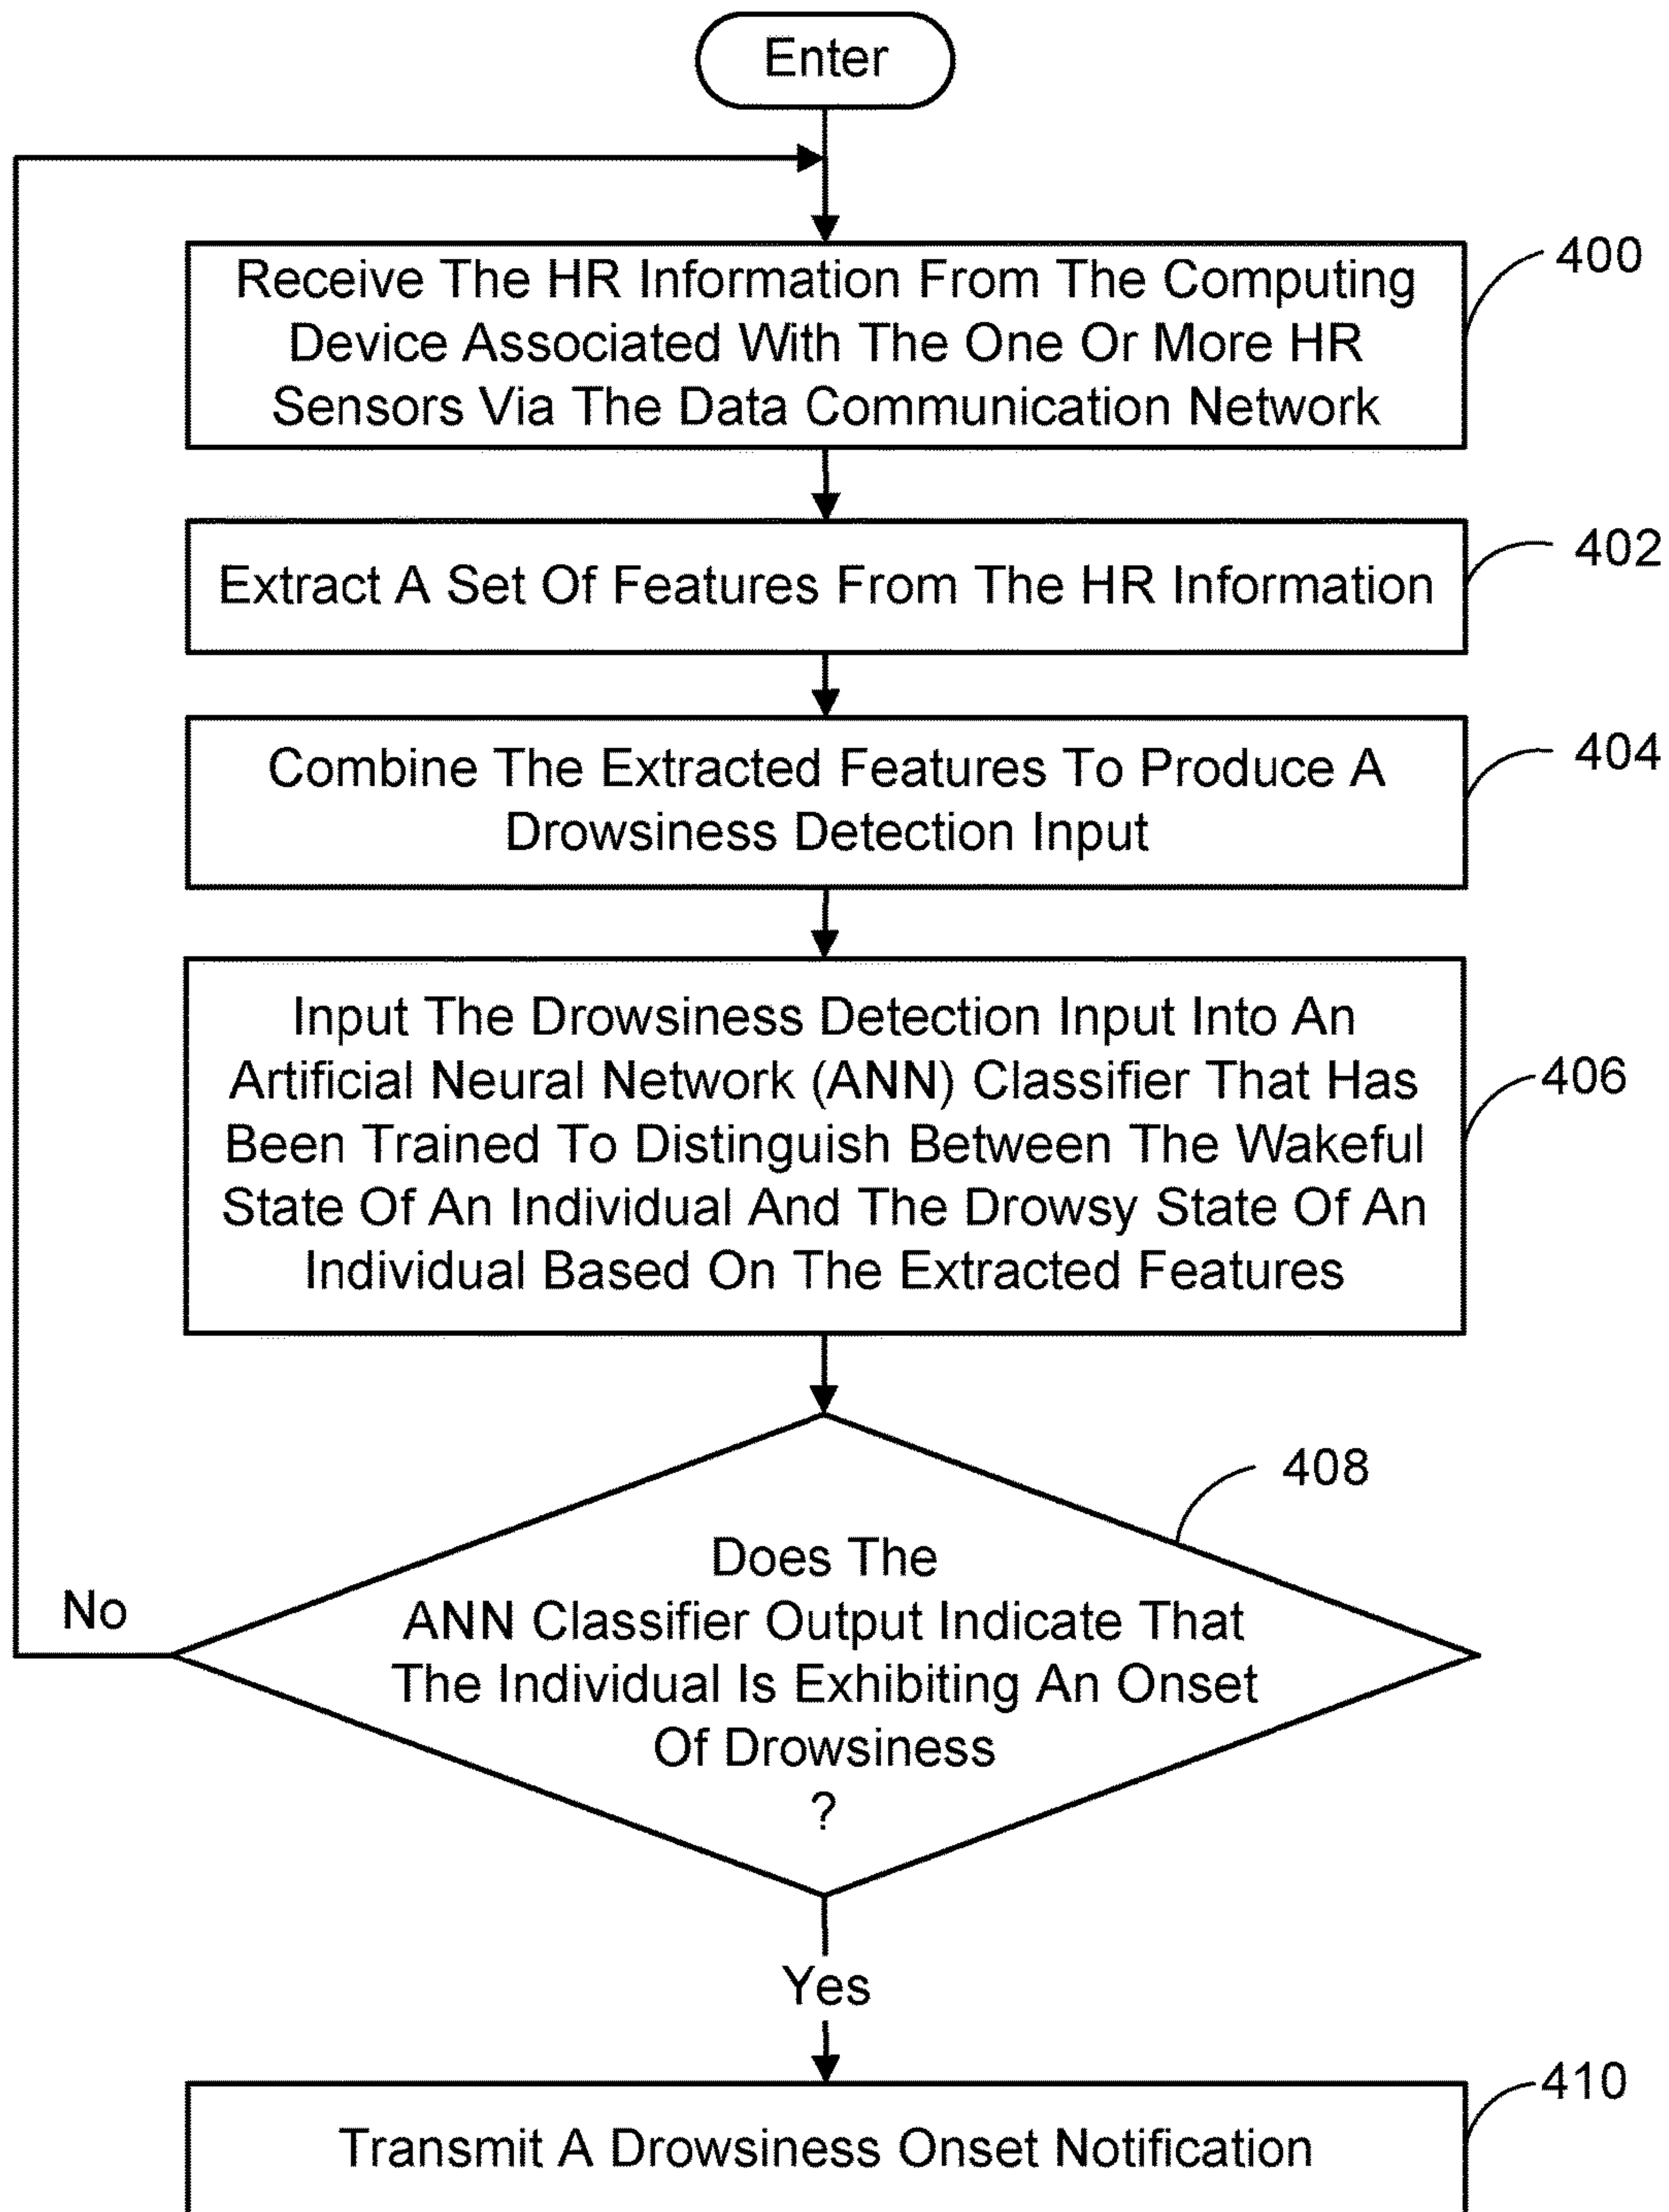 Enter
Receive The HR Information From The Computing
Device Associated With The One Or More HR
Sensors Via The Data Communication Network
400
Extract A Set Of Features From The HR Information
402
Combine The Extracted Features To Produce A
Drowsiness Detection Input
404
Input The Drowsiness Detection Input Into An
Artificial Neural Network (ANN) Classifier That Has
Been Trained To Distinguish Between The Wakeful
State Of An Individual And The Drowsy State Of An
Individual Based On The Extracted Features
406
408
Does The
ANN Classifier Output Indicate That
The Individual Is Exhibiting An Onset
Of Drowsiness
?
No
Yes
Transmit A Drowsiness Onset Notification
410